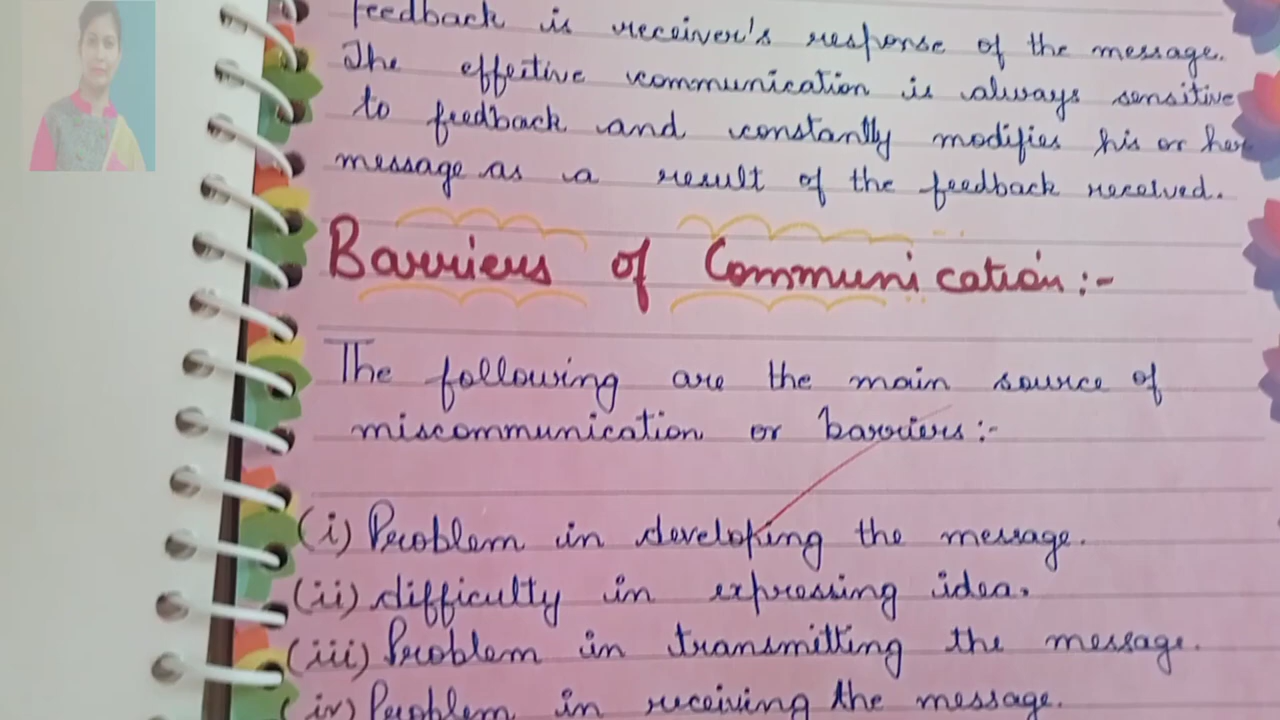 feedback is receiver's response of the message.
The effective communication is always sensitive
to feedback and constantly modifies his or her
message as a result of the feedback received.
Barriers of Communication:-
The following are the main source of
miscommunication or barriers:-
(i) Problem in developing the message.
(ii) difficulty in expressing idea.
(iii) Problem in transmitting the message.
(iv) Problem in receiving the message.